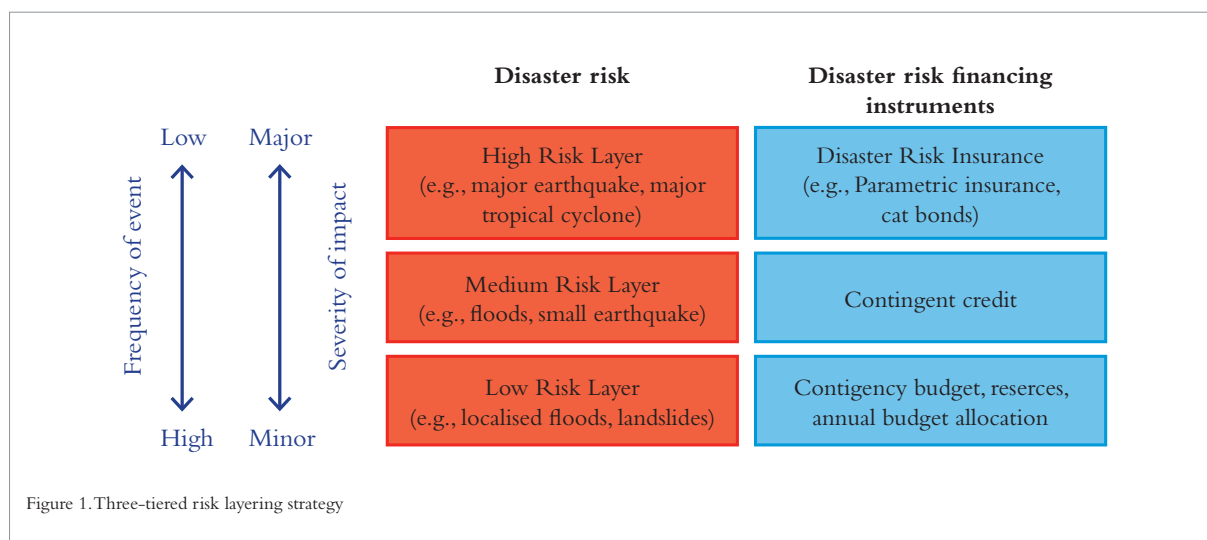 Disaster risk
Disaster risk financing
instruments
Low
Major
Frequency of event
Severity of impact
High
Minor
High Risk Layer
(e.g., major earthquake, major
tropical cyclone)
Disaster Risk Insurance
(e.g., Parametric insurance,
cat bonds)
Medium Risk Layer
(e.g., floods, small earthquake)
Contingent credit
Low Risk Layer
(e.g., localised floods, landslides)
Contigency budget, reserces,
annual budget allocation
Figure 1. Three-tiered risk layering strategy